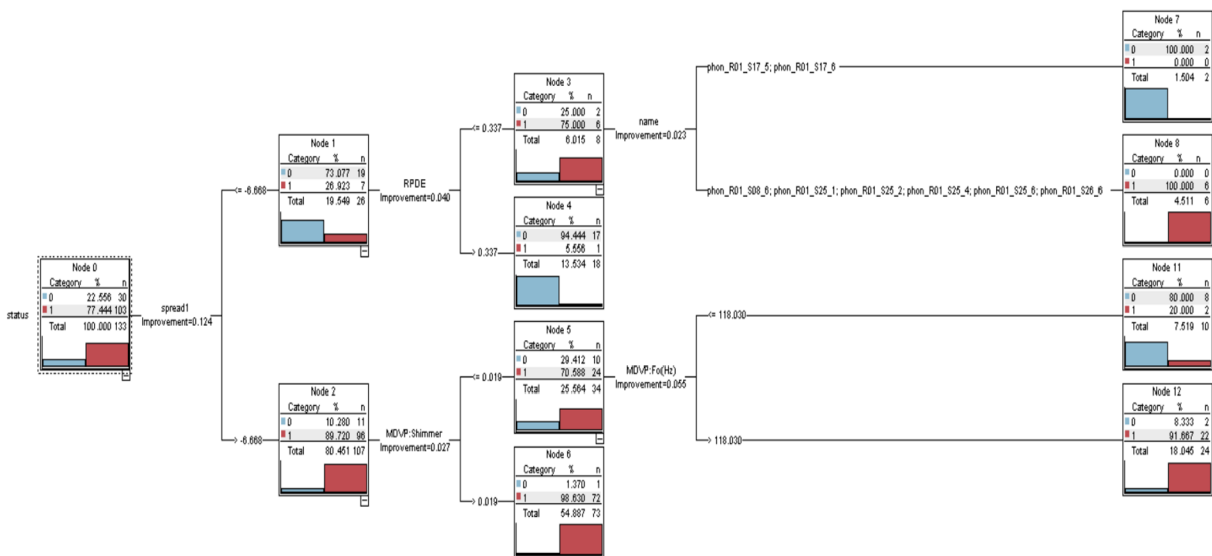 status
Node 0
Category % n
0 22.556 30
1 77.444 103
Total 100.000 133
spread1
Improvement=0.124
<= -6.668
Node 1
Category % n
0 73.077 19
1 26.923 7
Total 19.549 26
RPDE
Improvement=0.040
<= 0.337
Node 3
Category % n
0 25.000 2
1 75.000 6
Total 6.015 8
name
Improvement=0.023
phon_R01_S17_5; phon_R01_S17_6
Node 7
Category % n
0 100.000 2
1 0.000 0
Total 1.504 2
phon_R01_S08_6; phon_R01_S25_1; phon_R01_S25_2; phon_R01_S25_4; phon_R01_S25_6; phon_R01_S26_6
Node 8
Category % n
0 0.000 0
1 100.000 6
Total 4.511 6
> 0.337
Node 4
Category % n
0 94.444 17
1 5.556 1
Total 13.534 18
> -6.668
Node 2
Category % n
0 10.280 11
1 89.720 96
Total 80.451 107
MDVP:Shimmer
Improvement=0.027
<= 0.019
Node 5
Category % n
0 29.412 10
1 70.588 24
Total 25.564 34
MDVP:Fo(Hz)
Improvement=0.055
<= 118.030
Node 11
Category % n
0 80.000 8
1 20.000 2
Total 7.519 10
> 118.030
Node 12
Category % n
0 8.333 2
1 91.667 22
Total 18.045 24
> 0.019
Node 6
Category % n
0 1.370 1
1 98.630 72
Total 54.887 73